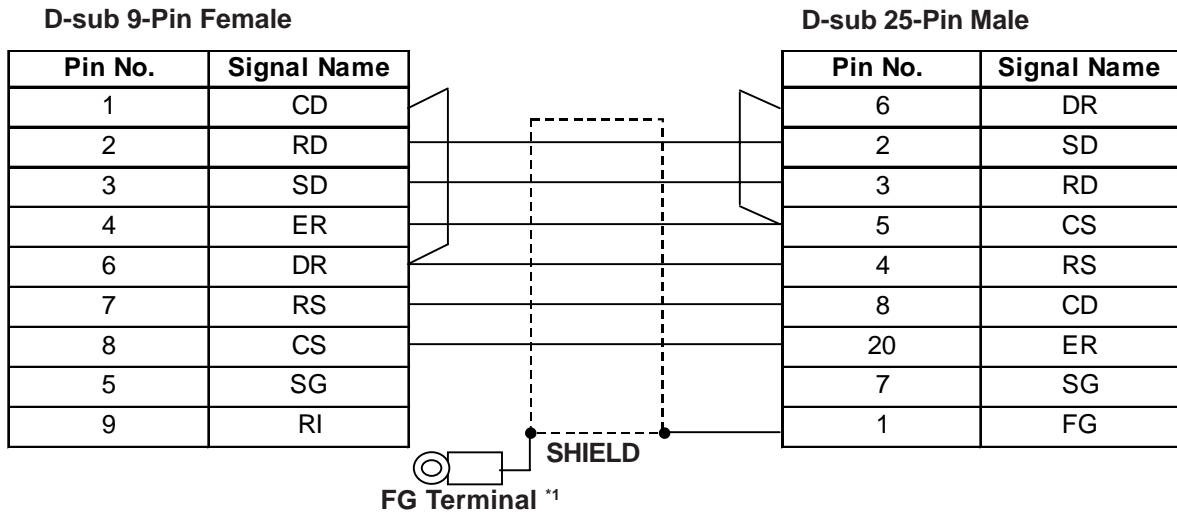 D-sub 9-Pin Female
D-sub 25-Pin Male
Pin No. Signal Name
1 CD
2 RD
3 SD
4 ER
6 DR
7 RS
8 CS
5 SG
9 RI
Pin No. Signal Name
6 DR
2 SD
3 RD
5 CS
4 RS
8 CD
20 ER
7 SG
1 FG
SHIELD
FG Terminal *1